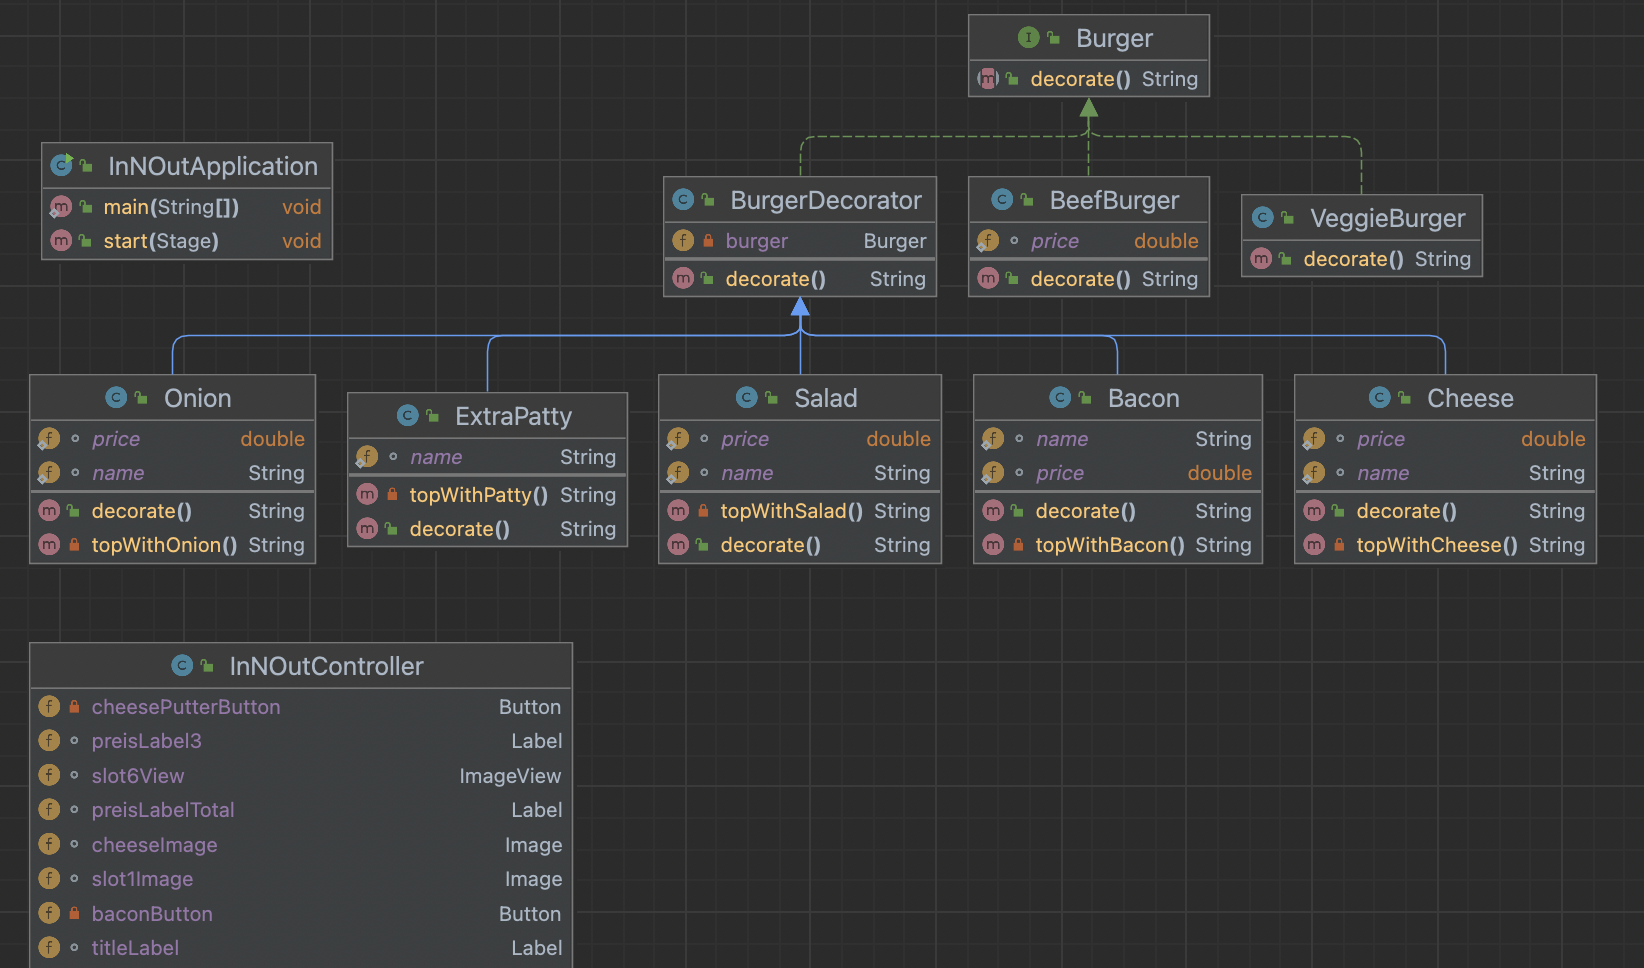 Burger
decorate() String
InNOutApplication
main(String[]) void
start(Stage) void
BurgerDecorator
burger Burger
decorate() String
BeefBurger
price double
decorate() String
VeggieBurger
decorate() String
Onion
price double
name String
decorate() String
topWithOnion() String
ExtraPatty
name String
topWithPatty() String
decorate() String
Salad
price double
name String
topWithSalad() String
decorate() String
Bacon
name String
price double
decorate() String
topWithBacon() String
Cheese
price double
name String
decorate() String
topWithCheese() String
InNOutController
cheesePutterButton Button
preisLabel3 Label
slot6View ImageView
preisLabelTotal Label
cheeseImage Image
slot1Image Image
baconButton Button
titleLabel Label